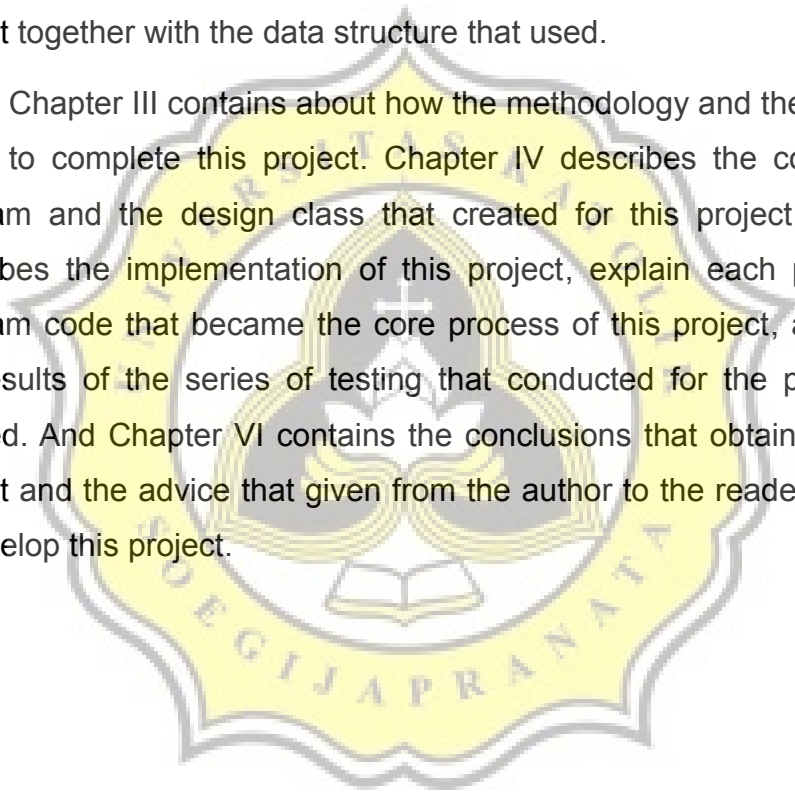 t together with the data structure that used.
Chapter III contains about how the methodology and the
to complete this project. Chapter IV describes the co
am and the design class that created for this project
bes the implementation of this project, explain each p
am code that became the core process of this project, a
sults of the series of testing that conducted for the p
ed. And Chapter VI contains the conclusions that obtain
t and the advice that given from the author to the reade
elop this project.
UNIVERSITAS KATOLIK
SOEGIJAPRANATA